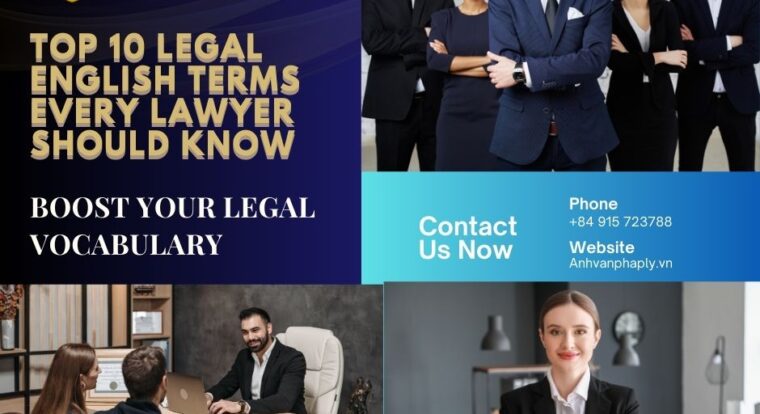 TOP 10 LEGAL
ENGLISH TERMS
EVERY LAWYER
SHOULD KNOW
BOOST YOUR LEGAL
VOCABULARY
Contact
Us Now
Phone
+84 915 723788
Website
Anhvanphaply.vn